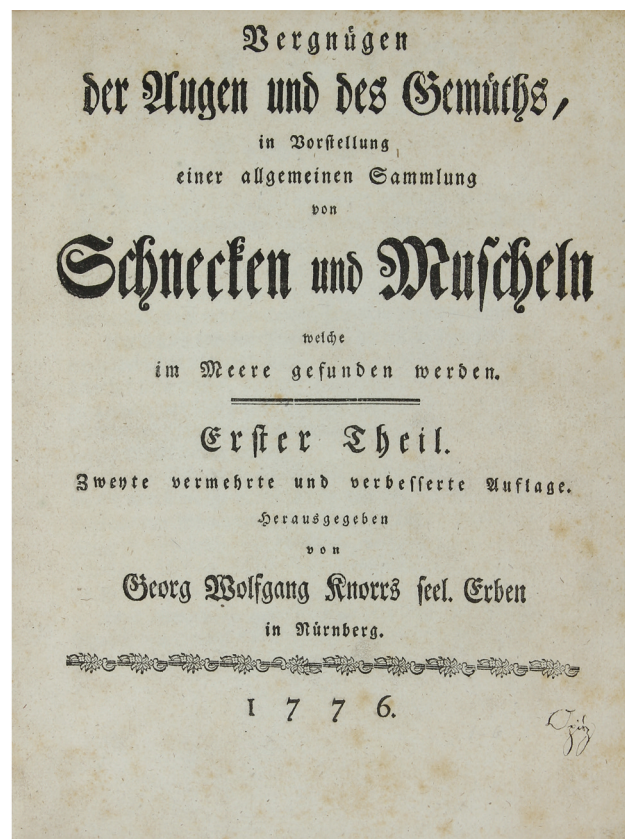 Vergnügen
der Augen und des Gemüths,
in Vorstellung
einer allgemeinen Sammlung
von
Schnecken und Muscheln
welche
im Meere gefunden werden.
Erster Theil.
Zweyte vermehrte und verbesserte Auflage.
Herausgegeben
von
Georg Wolfgang Knorrs seel. Erben
in Nürnberg.
1776.